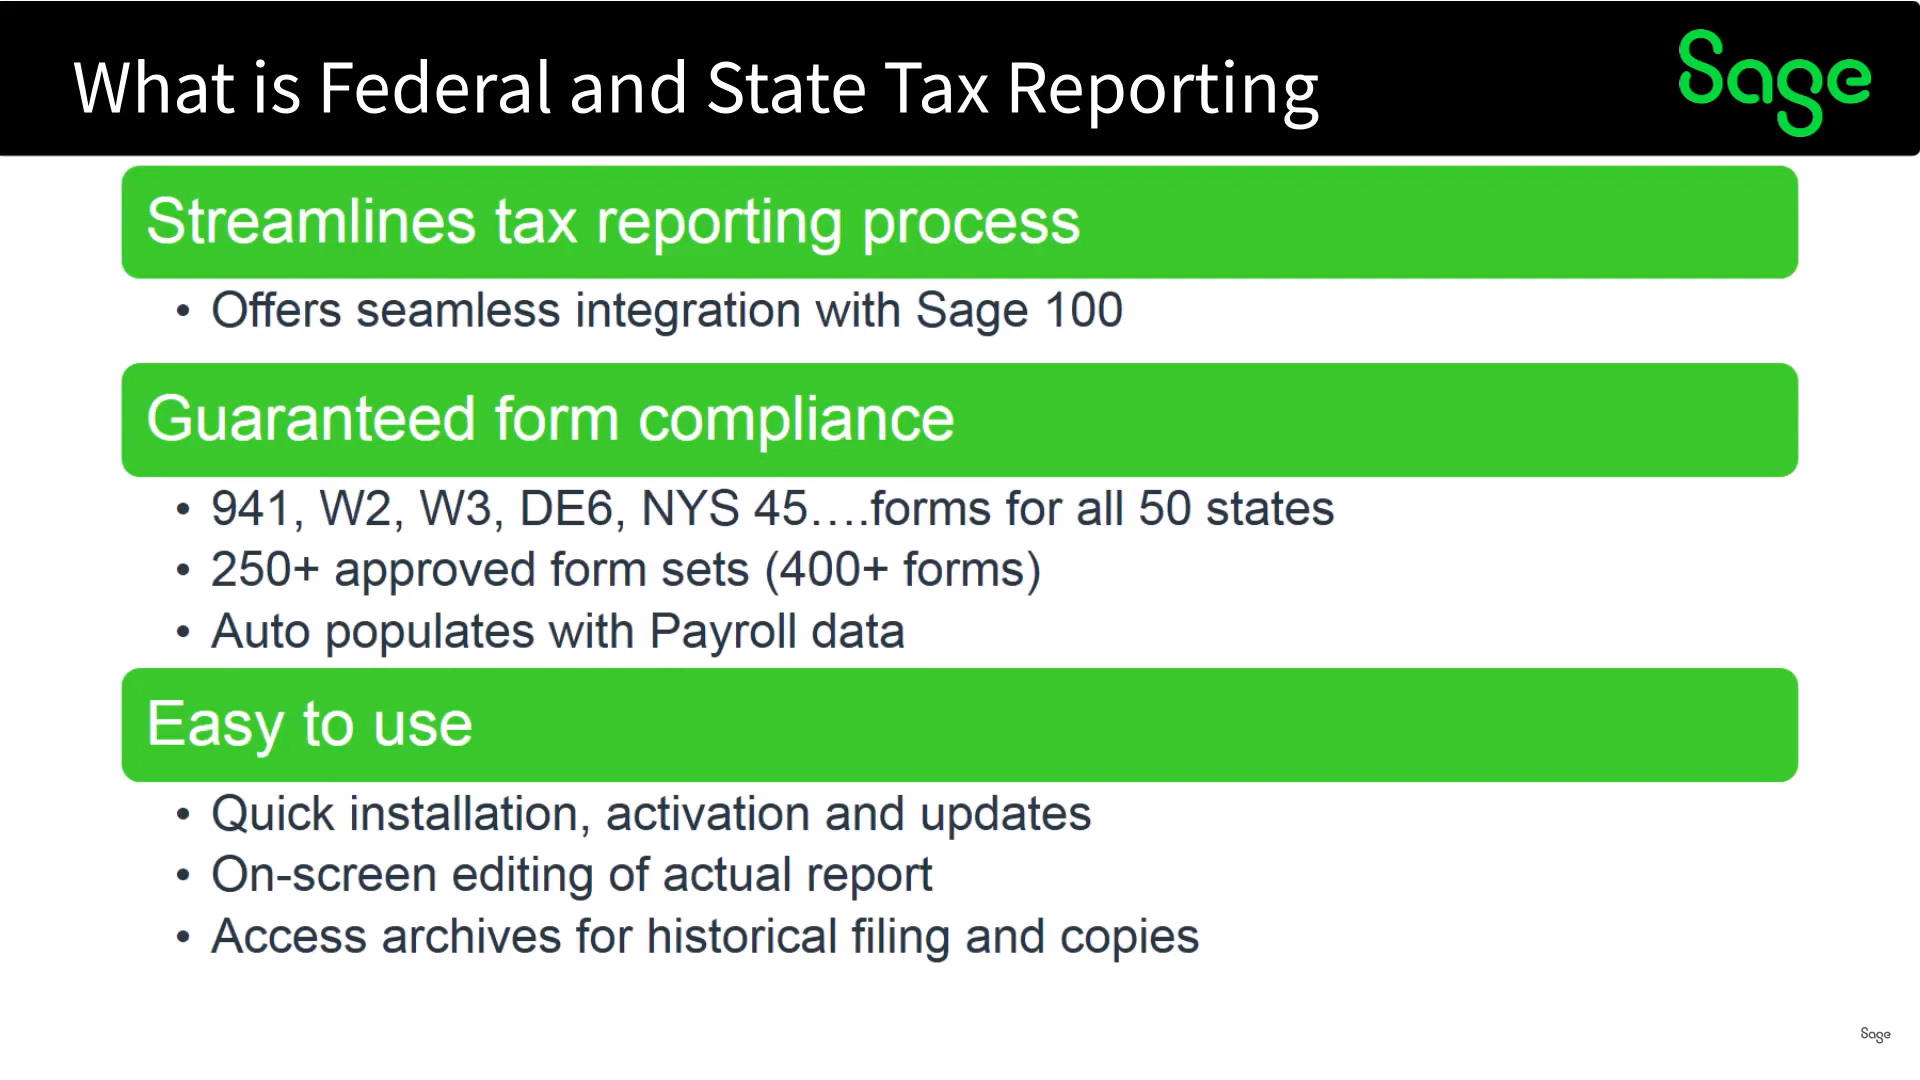 What is Federal and State Tax Reporting
Sage
Streamlines tax reporting process
• Offers seamless integration with Sage 100
Guaranteed form compliance
• 941, W2, W3, DE6, NYS 45….forms for all 50 states
• 250+ approved form sets (400+ forms)
• Auto populates with Payroll data
Easy to use
• Quick installation, activation and updates
• On-screen editing of actual report
• Access archives for historical filing and copies
Sage